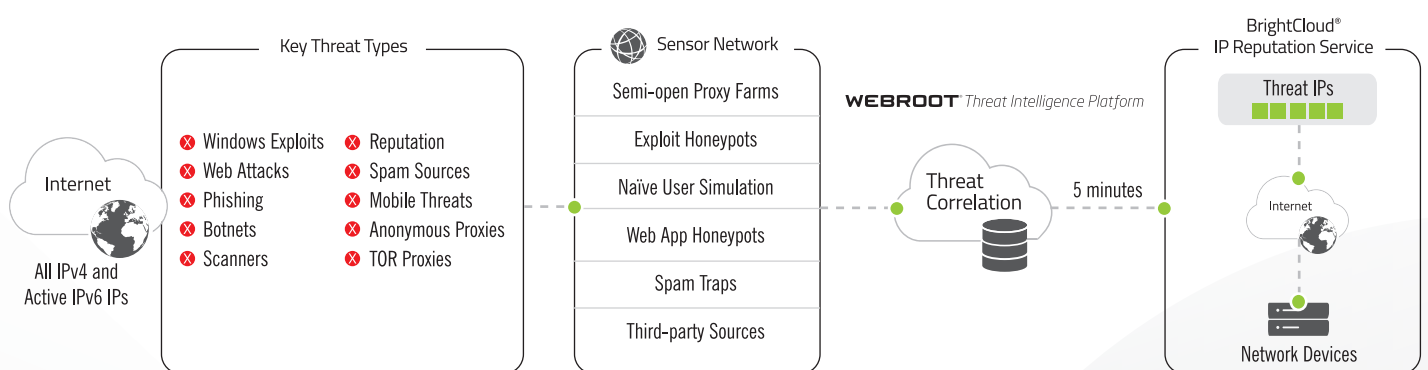 Internet
All IPv4 and
Active IPv6 IPs
Key Threat Types
Windows Exploits
Web Attacks
Phishing
Botnets
Scanners
Reputation
Spam Sources
Mobile Threats
Anonymous Proxies
TOR Proxies
Sensor Network
Semi-open Proxy Farms
Exploit Honeypots
Naïve User Simulation
Web App Honeypots
Spam Traps
Third-party Sources
WEBROOT® Threat Intelligence Platform
Threat
Correlation
5 minutes
BrightCloud®
IP Reputation Service
Threat IPs
Internet
Network Devices